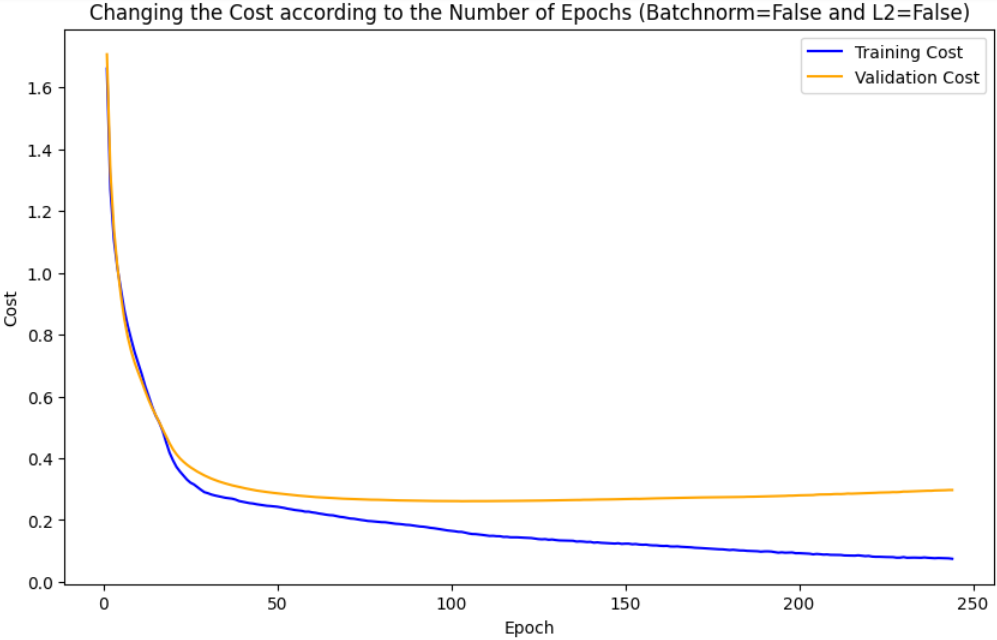 Changing the Cost according to the Number of Epochs (Batchnorm=False and L2=False)
Training Cost
Validation Cost
1.6
1.4
1.2
1.0
0.8
0.6
0.4
0.2
0.0
Cost
0 50 100 150 200 250
Epoch